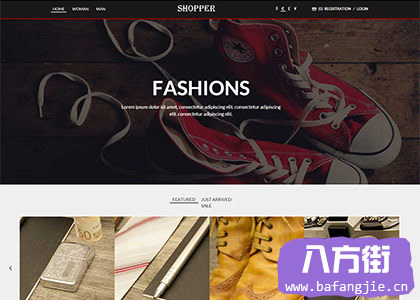 HOME WOMAN MAN SHOPPER $ € £ ¥ (0) REGISTRATION / LOGIN
FASHIONS
Lorem ipsum dolor sit amet, consectetur adipiscing elit. consectetur adipiscing
elit. consectetur adipiscing elit.
FEATURED JUST ARRIVED
SALE
八方街
www.bafangjie.cn